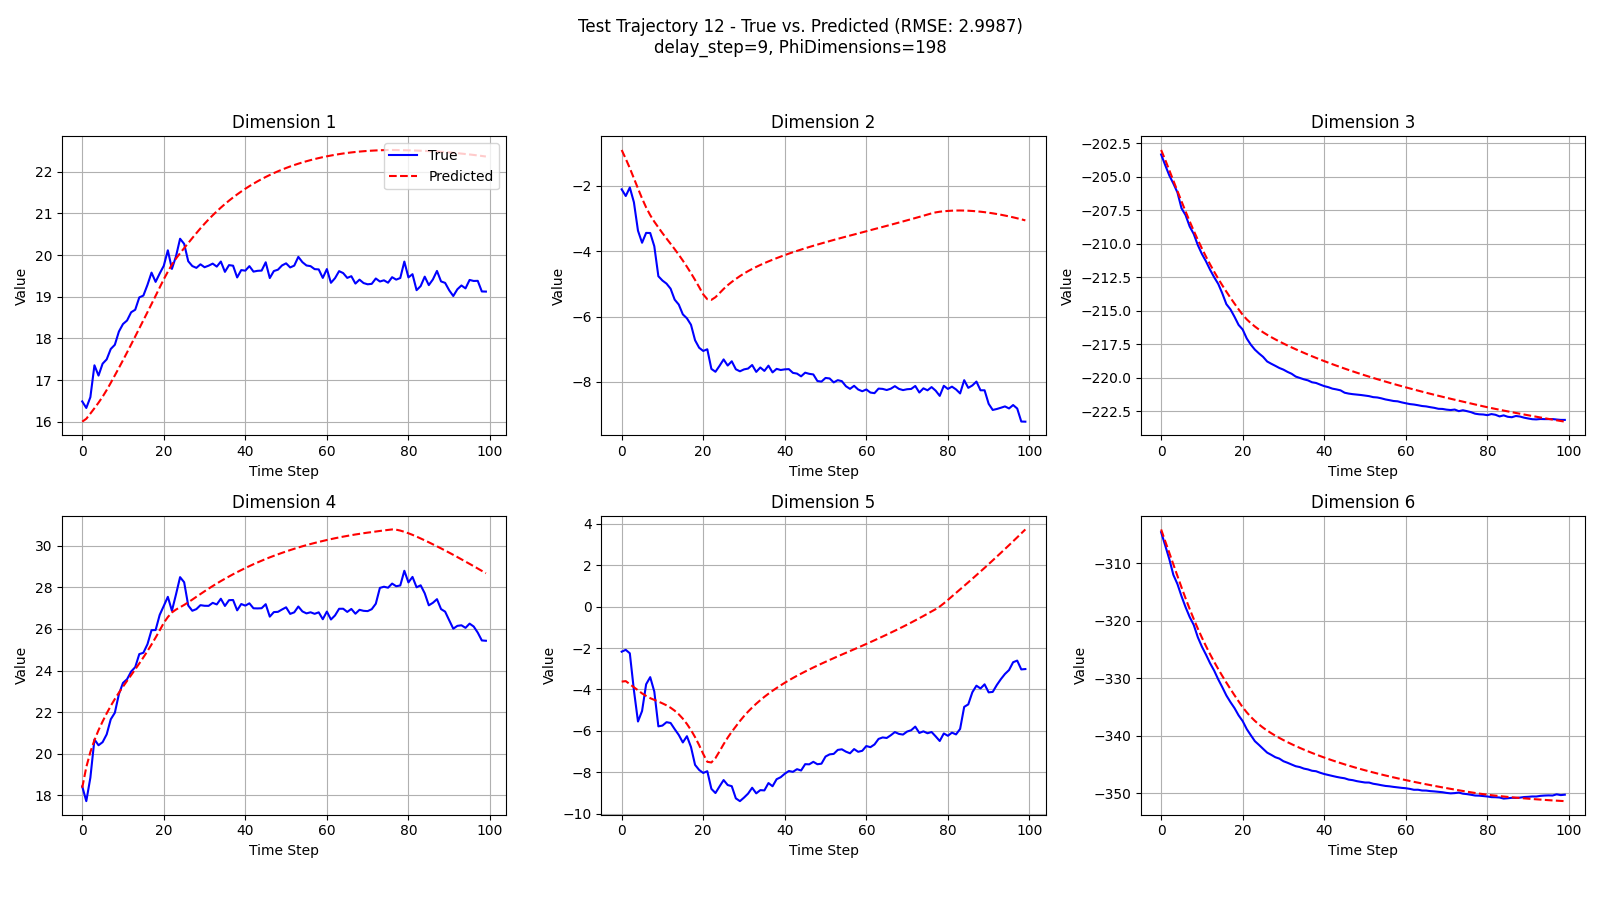 Test Trajectory 12 - True vs. Predicted (RMSE: 2.9987)
delay_step=9, PhiDimensions=198
Dimension 1
True
Predicted
22
21
20
19
18
17
16
Value
0 20 40 60 80 100
Time Step
Dimension 2
−2
−4
−6
−8
Value
0 20 40 60 80 100
Time Step
Dimension 3
−202.5
−205.0
−207.5
−210.0
−212.5
−215.0
−217.5
−220.0
−222.5
Value
0 20 40 60 80 100
Time Step
Dimension 4
30
28
26
24
22
20
18
Value
0 20 40 60 80 100
Time Step
Dimension 5
4
2
0
−2
−4
−6
−8
−10
Value
0 20 40 60 80 100
Time Step
Dimension 6
−310
−320
−330
−340
−350
Value
0 20 40 60 80 100
Time Step